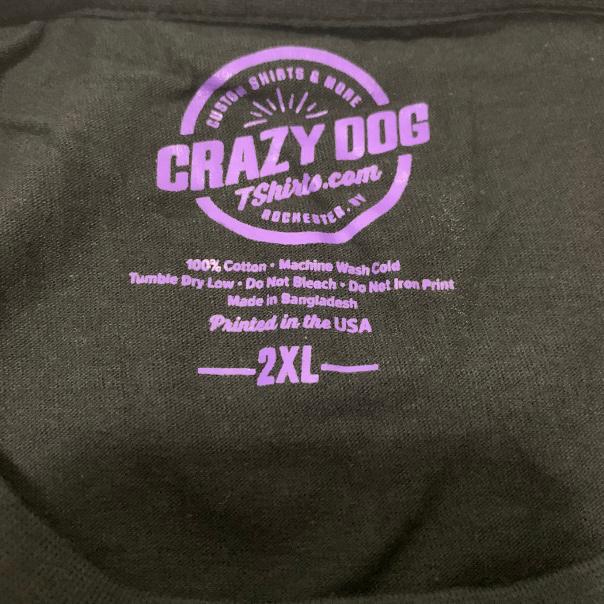 CUSTOM SHIRTS & MORE
CRAZY DOG
TShirts.com
ROCHESTER, NY
100% Cotton • Machine Wash Cold
Tumble Dry Low • Do Not Bleach • Do Not Iron Print
Made in Bangladesh
Printed in the USA
2XL